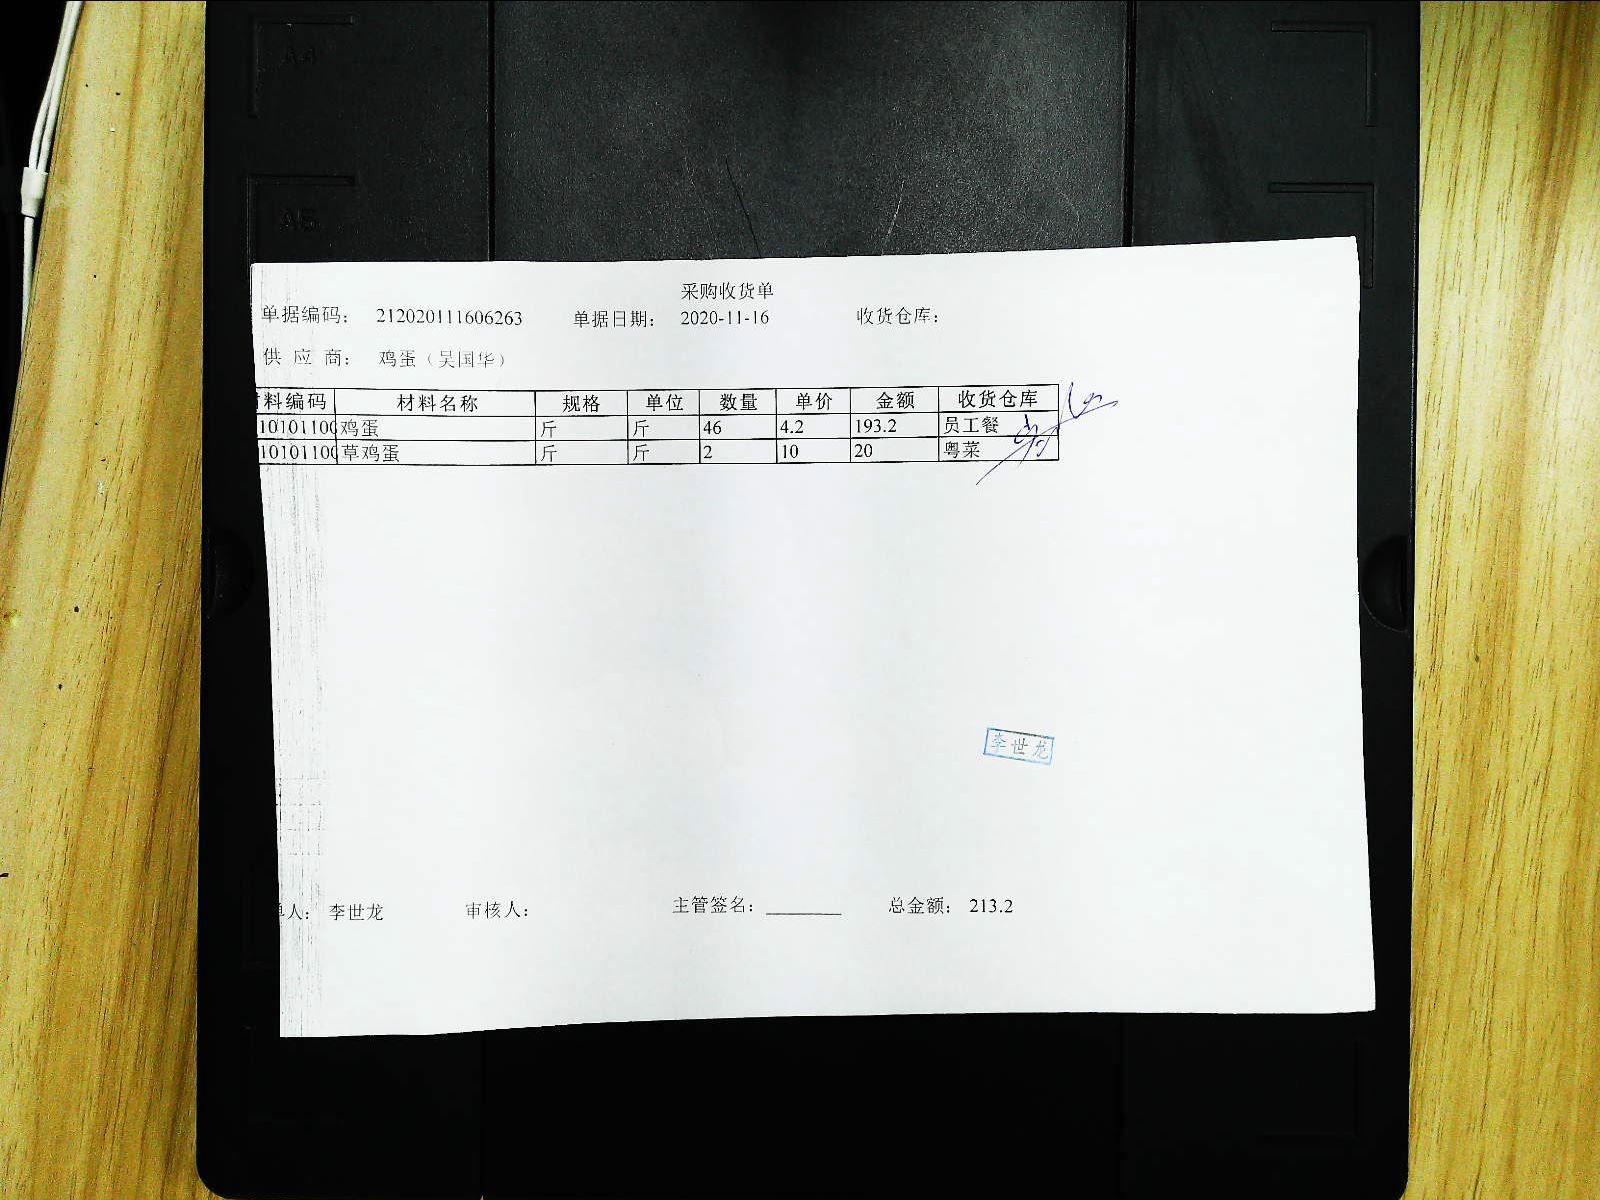 A4
A5
采购收货单
单据编码： 212020111606263 单据日期： 2020-11-16 收货仓库：
供 应 商： 鸡蛋（吴国华）
料编码 材料名称 规格 单位 数量 单价 金额 收货仓库
10101100 鸡蛋 斤 斤 46 4.2 193.2 员工餐
10101100 草鸡蛋 斤 斤 2 10 20 粤菜
李世龙
单人： 李世龙 审核人： 主管签名： 总金额： 213.2